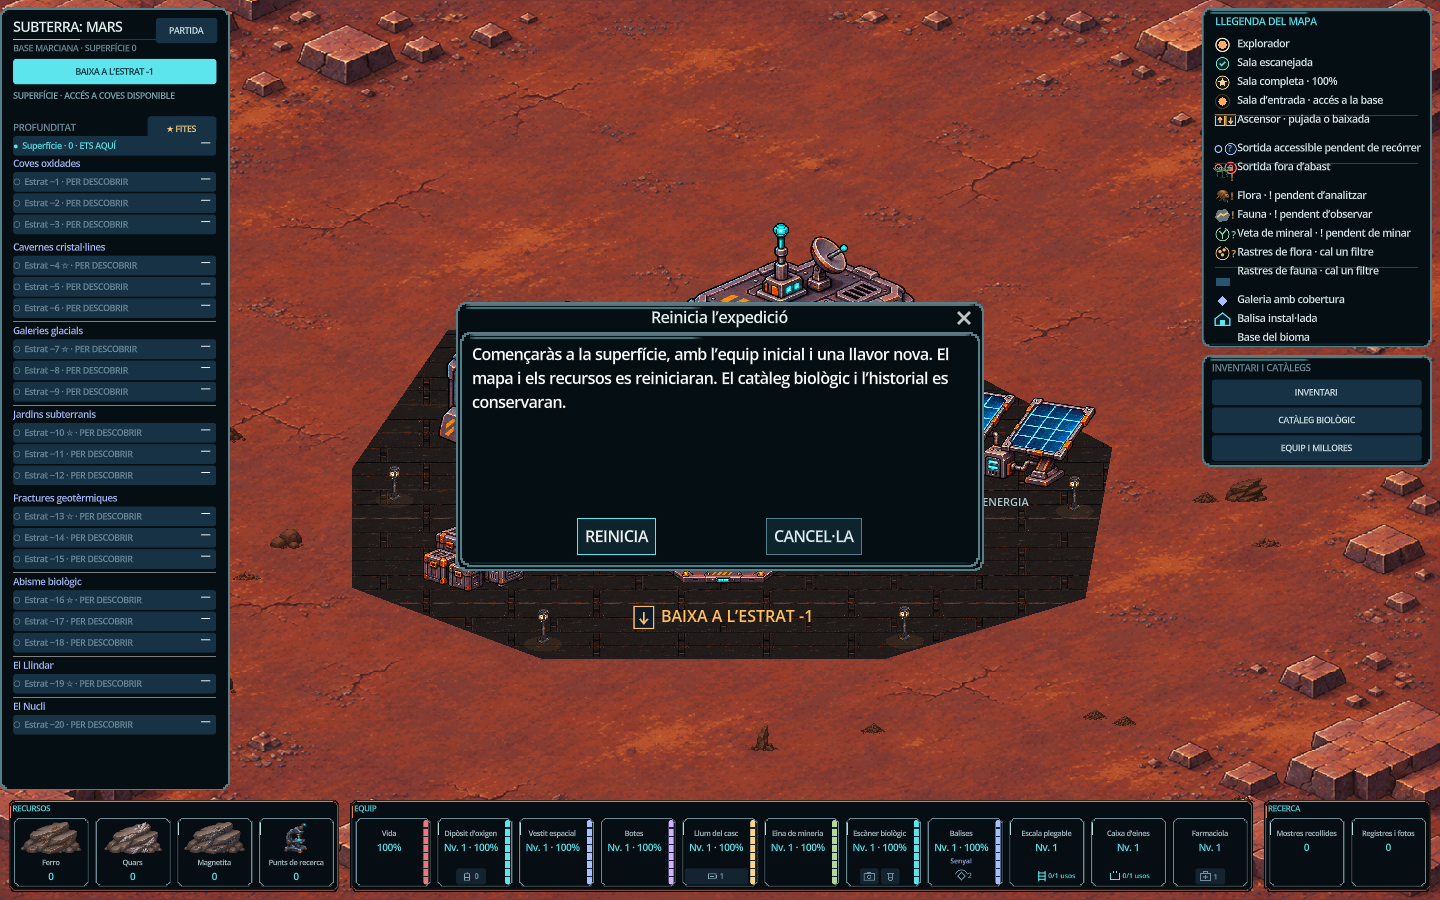 SUBTERRA: MARS
PARTIDA
BASE MARCIANA · SUPERFÍCIE 0
BAIXA A L'ESTRAT -1
SUPERFÍCIE · ACCÉS A COVES DISPONIBLE
PROFUNDITAT
★ FITES
● Superfície · 0 · ETS AQUÍ —
Coves oxidades
○ Estrat −1 · PER DESCOBRIR —
○ Estrat −2 · PER DESCOBRIR —
○ Estrat −3 · PER DESCOBRIR —
Cavernes cristal·lines
○ Estrat −4 ☆ · PER DESCOBRIR —
○ Estrat −5 · PER DESCOBRIR —
○ Estrat −6 · PER DESCOBRIR —
Galeries glacials
○ Estrat −7 ☆ · PER DESCOBRIR —
○ Estrat −8 · PER DESCOBRIR —
○ Estrat −9 · PER DESCOBRIR —
Jardins subterranis
○ Estrat −10 ☆ · PER DESCOBRIR —
○ Estrat −11 · PER DESCOBRIR —
○ Estrat −12 · PER DESCOBRIR —
Fractures geotèrmiques
○ Estrat −13 ☆ · PER DESCOBRIR —
○ Estrat −14 · PER DESCOBRIR —
○ Estrat −15 · PER DESCOBRIR —
Abisme biològic
○ Estrat −16 ☆ · PER DESCOBRIR —
○ Estrat −17 · PER DESCOBRIR —
○ Estrat −18 · PER DESCOBRIR —
El Llindar
○ Estrat −19 ☆ · PER DESCOBRIR —
El Nucli
○ Estrat −20 · PER DESCOBRIR —
Reinicia l'expedició
Començaràs a la superfície, amb l'equip inicial i una llavor nova. El
mapa i els recursos es reiniciaran. El catàleg biològic i l'historial es
conservaran.
REINICIA
CANCEL·LA
ENERGIA
BAIXA A L'ESTRAT -1
LLEGENDA DEL MAPA
Explorador
Sala escanejada
Sala completa · 100%
Sala d'entrada · accés a la base
Ascensor · pujada o baixada
Sortida accessible pendent de recórrer
Sortida fora d'abast
Flora · ! pendent d'analitzar
Fauna · ! pendent d'observar
Veta de mineral · ! pendent de minar
Rastres de flora · cal un filtre
Rastres de fauna · cal un filtre
Galeria amb cobertura
Balisa instal·lada
Base del bioma
INVENTARI I CATÀLEGS
INVENTARI
CATÀLEG BIOLÒGIC
EQUIP I MILLORES
RECURSOS
Ferro
0
Quars
0
Magnetita
0
Punts de recerca
0
EQUIP
Vida
100%
Dipòsit d'oxigen
Nv. 1 · 100%
0
Vestit espacial
Nv. 1 · 100%
Botes
Nv. 1 · 100%
Llum del casc
Nv. 1 · 100%
1
Eina de mineria
Nv. 1 · 100%
Escàner biològic
Nv. 1 · 100%
Balises
Nv. 1 · 100%
Senyal
2
Escala plegable
Nv. 1
0/1 usos
Caixa d'eines
Nv. 1
0/1 usos
Farmaciola
Nv. 1
1
RECERCA
Mostres recollides
0
Registres i fotos
0